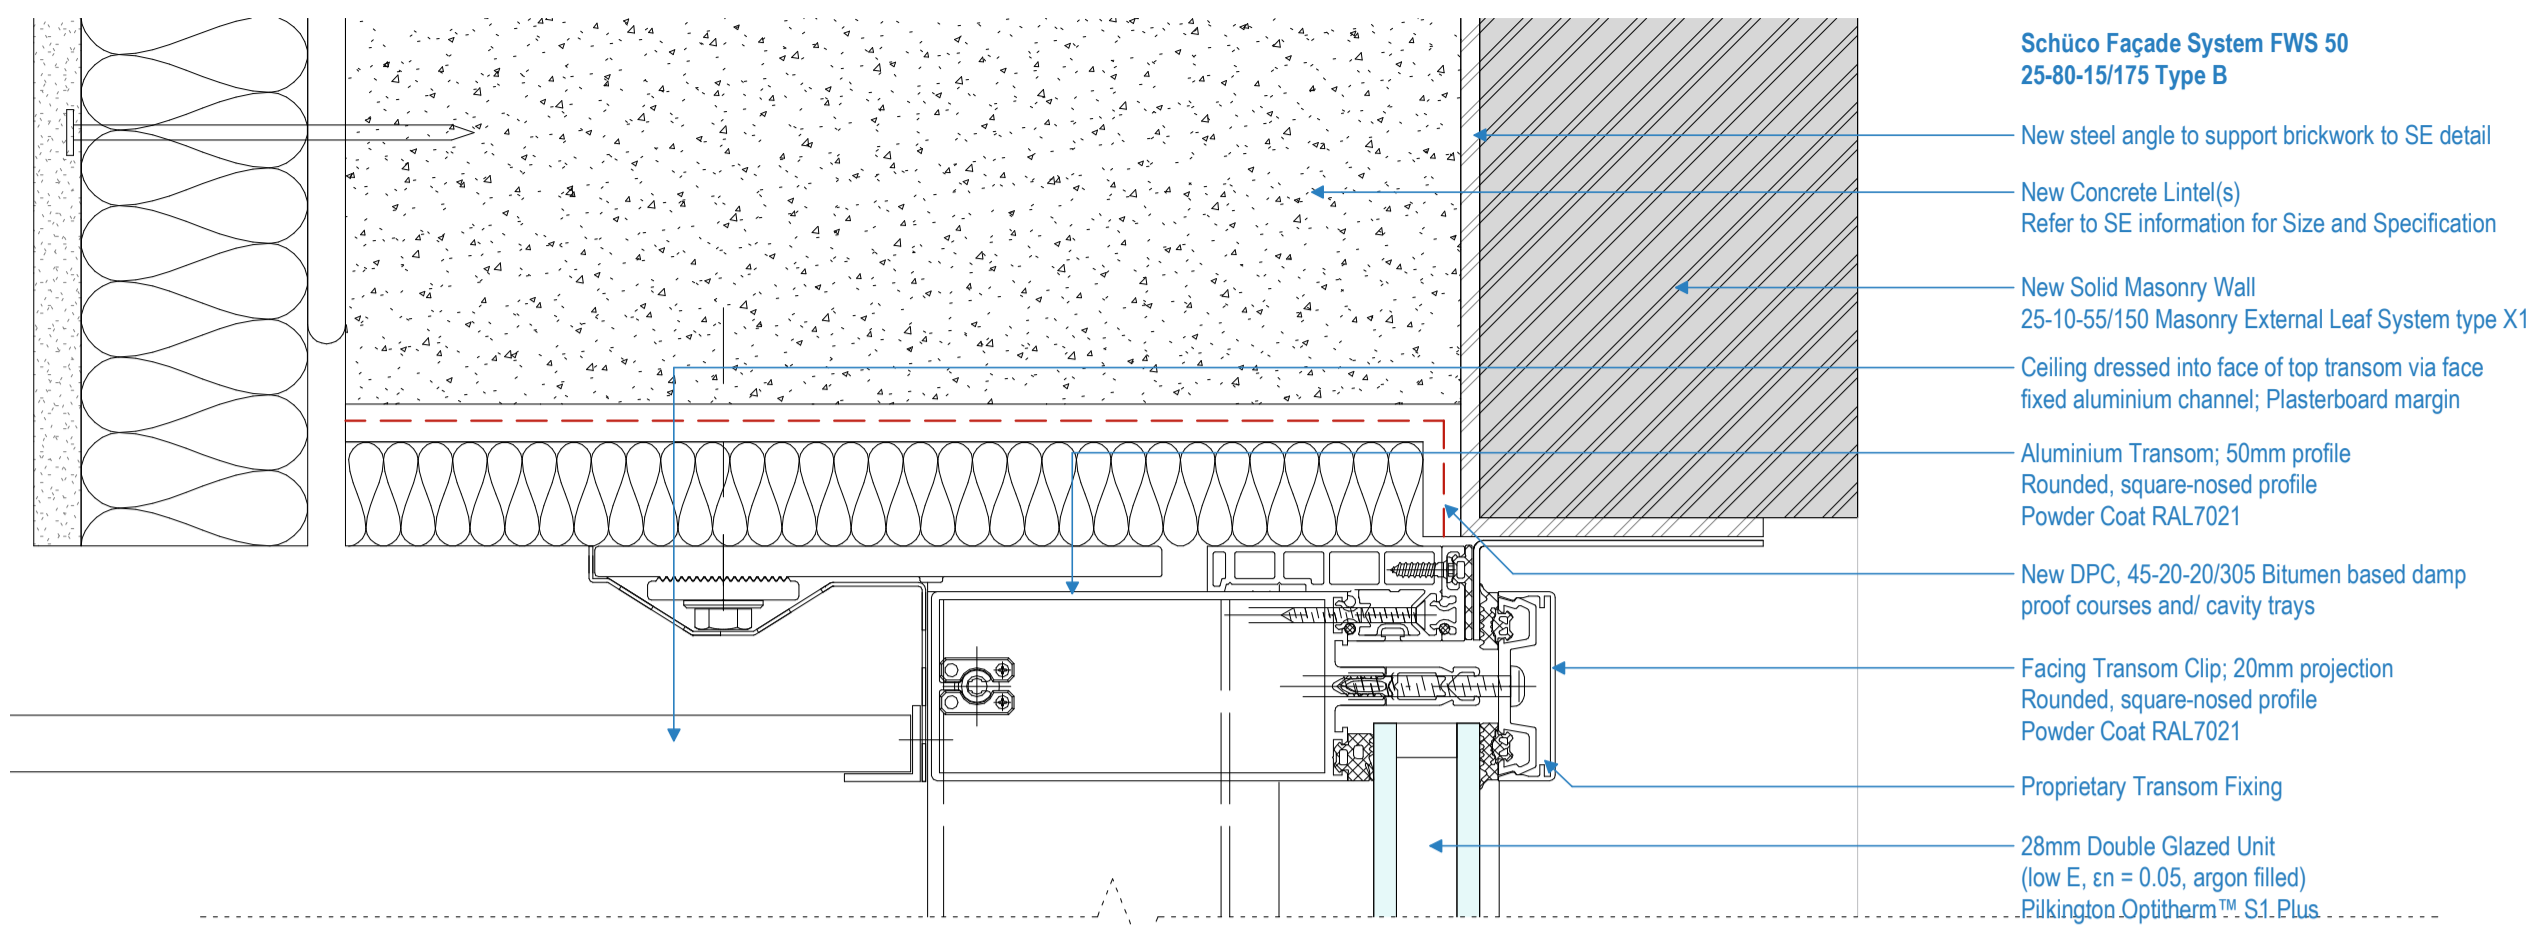 Schüco Façade System FWS 50
25-80-15/175 Type B
New steel angle to support brickwork to SE detail
New Concrete Lintel(s)
Refer to SE information for Size and Specification
New Solid Masonry Wall
25-10-55/150 Masonry External Leaf System type X1
Ceiling dressed into face of top transom via face
fixed aluminium channel; Plasterboard margin
Aluminium Transom; 50mm profile
Rounded, square-nosed profile
Powder Coat RAL7021
New DPC, 45-20-20/305 Bitumen based damp
proof courses and/ cavity trays
Facing Transom Clip; 20mm projection
Rounded, square-nosed profile
Powder Coat RAL7021
Proprietary Transom Fixing
28mm Double Glazed Unit
(low E, εn = 0.05, argon filled)
Pilkington Optitherm™ S1 Plus